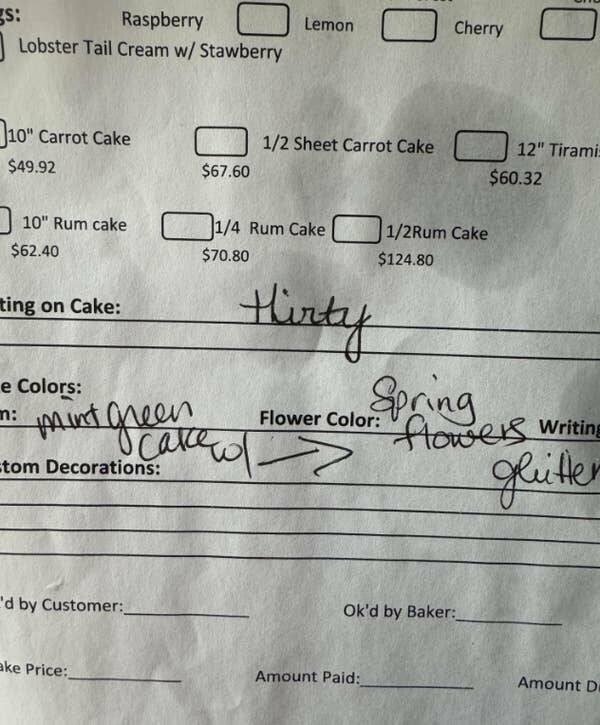 gs:
Raspberry Lemon Cherry
Lobster Tail Cream w/ Stawberry
10" Carrot Cake 1/2 Sheet Carrot Cake 12" Tirami
$49.92 $67.60 $60.32
10" Rum cake 1/4 Rum Cake 1/2Rum Cake
$62.40 $70.80 $124.80
ting on Cake: thirty
e Colors:
n: mint green Flower Color: Spring
cake w/ flowers Writing
stom Decorations: glitter
'd by Customer: Ok'd by Baker:
ake Price: Amount Paid: Amount D